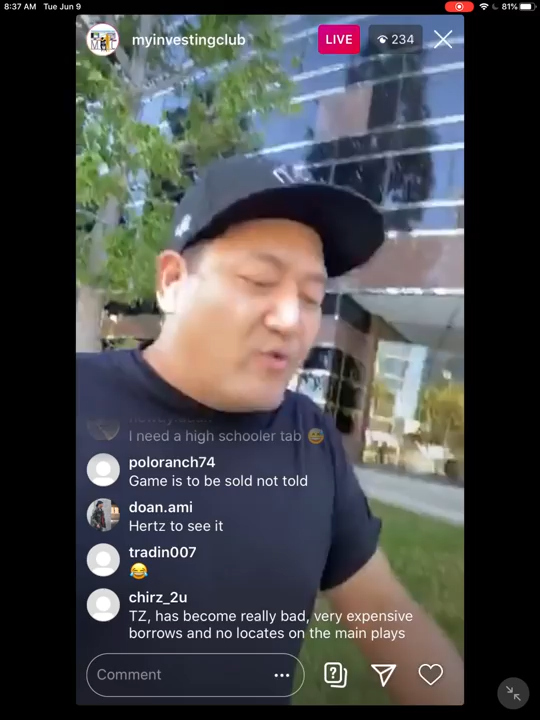 8:37 AM Tue Jun 9
81%
myinvestingclub
LIVE
234
I need a high schooler tab 😅
poloranch74
Game is to be sold not told
doan.ami
Hertz to see it
tradin007
😂
chirz_2u
TZ, has become really bad, very expensive
borrows and no locates on the main plays
Comment